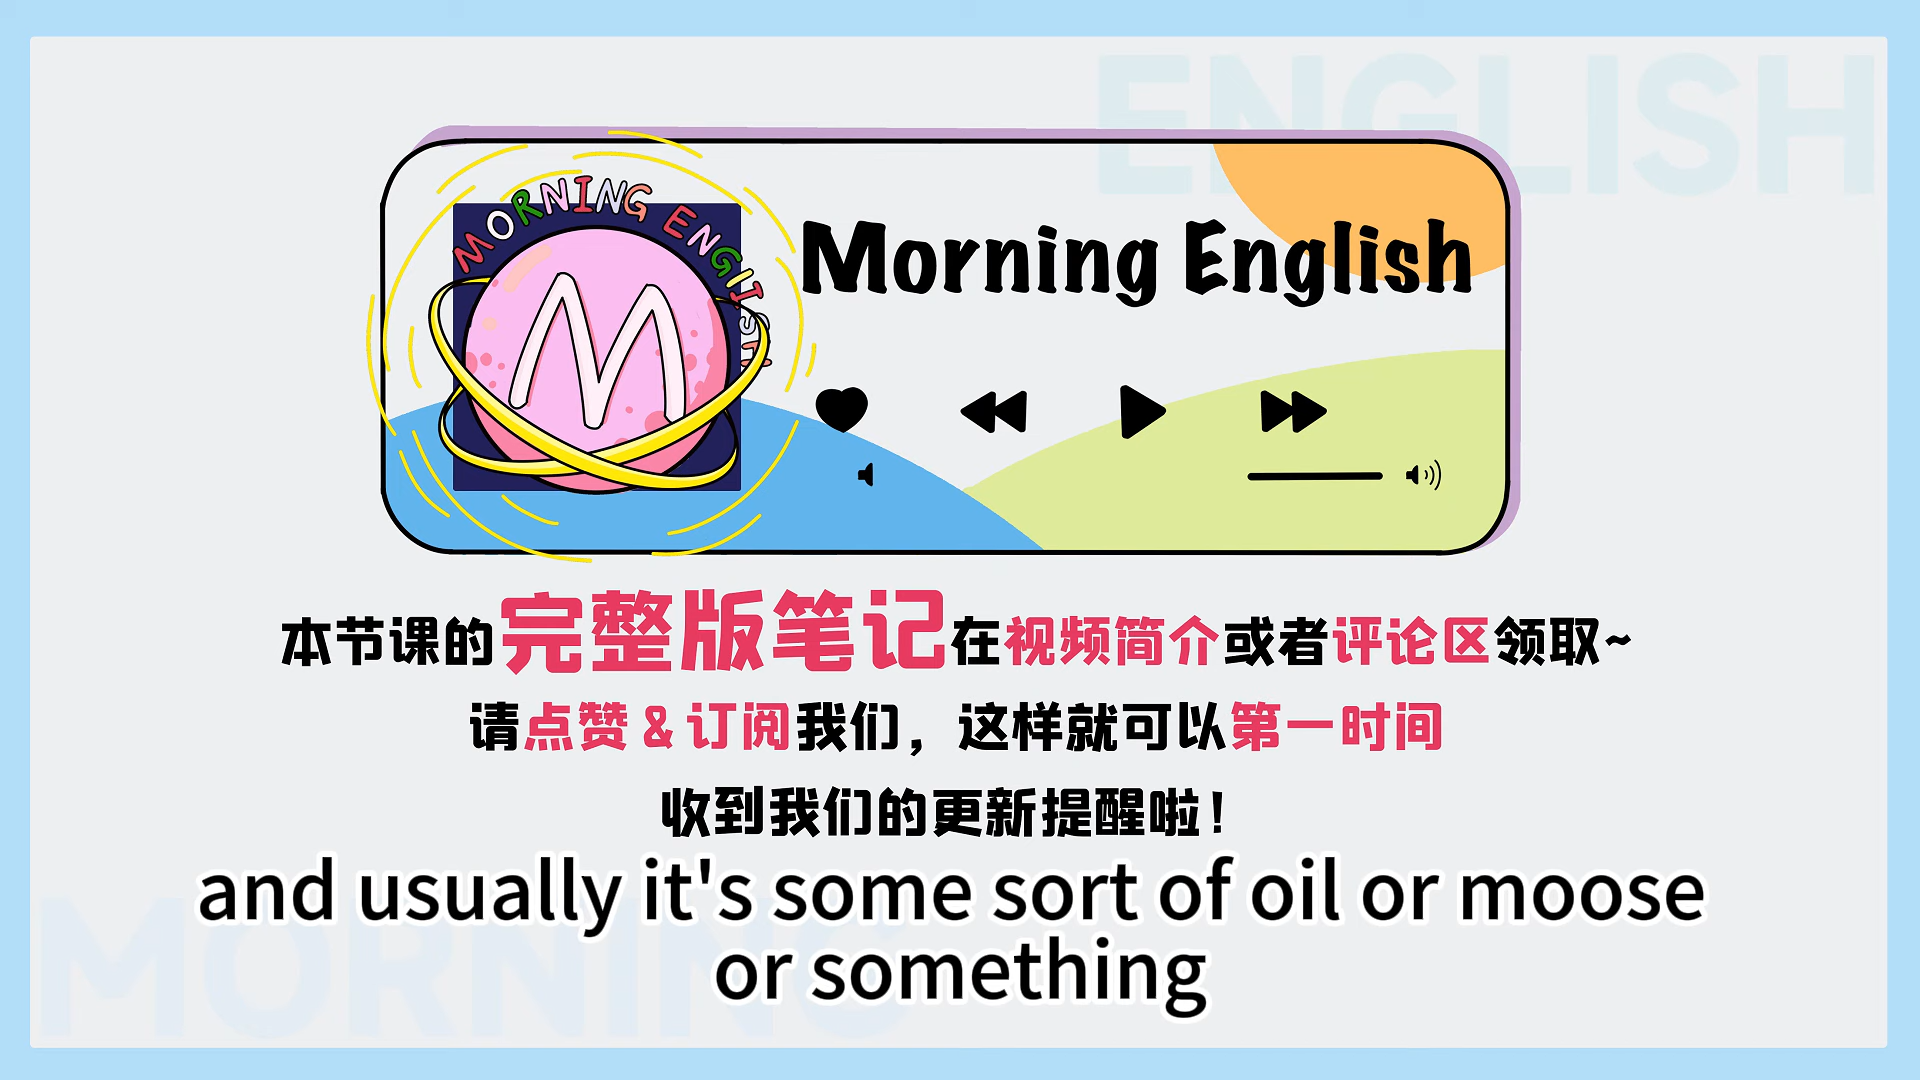 ENGLISH
MORNING ENGLISH
M
Morning English
本节课的完整版笔记在视频简介或者评论区领取~
请点赞&订阅我们，这样就可以第一时间
收到我们的更新提醒啦！
and usually it's some sort of oil or moose
or something
MORNING